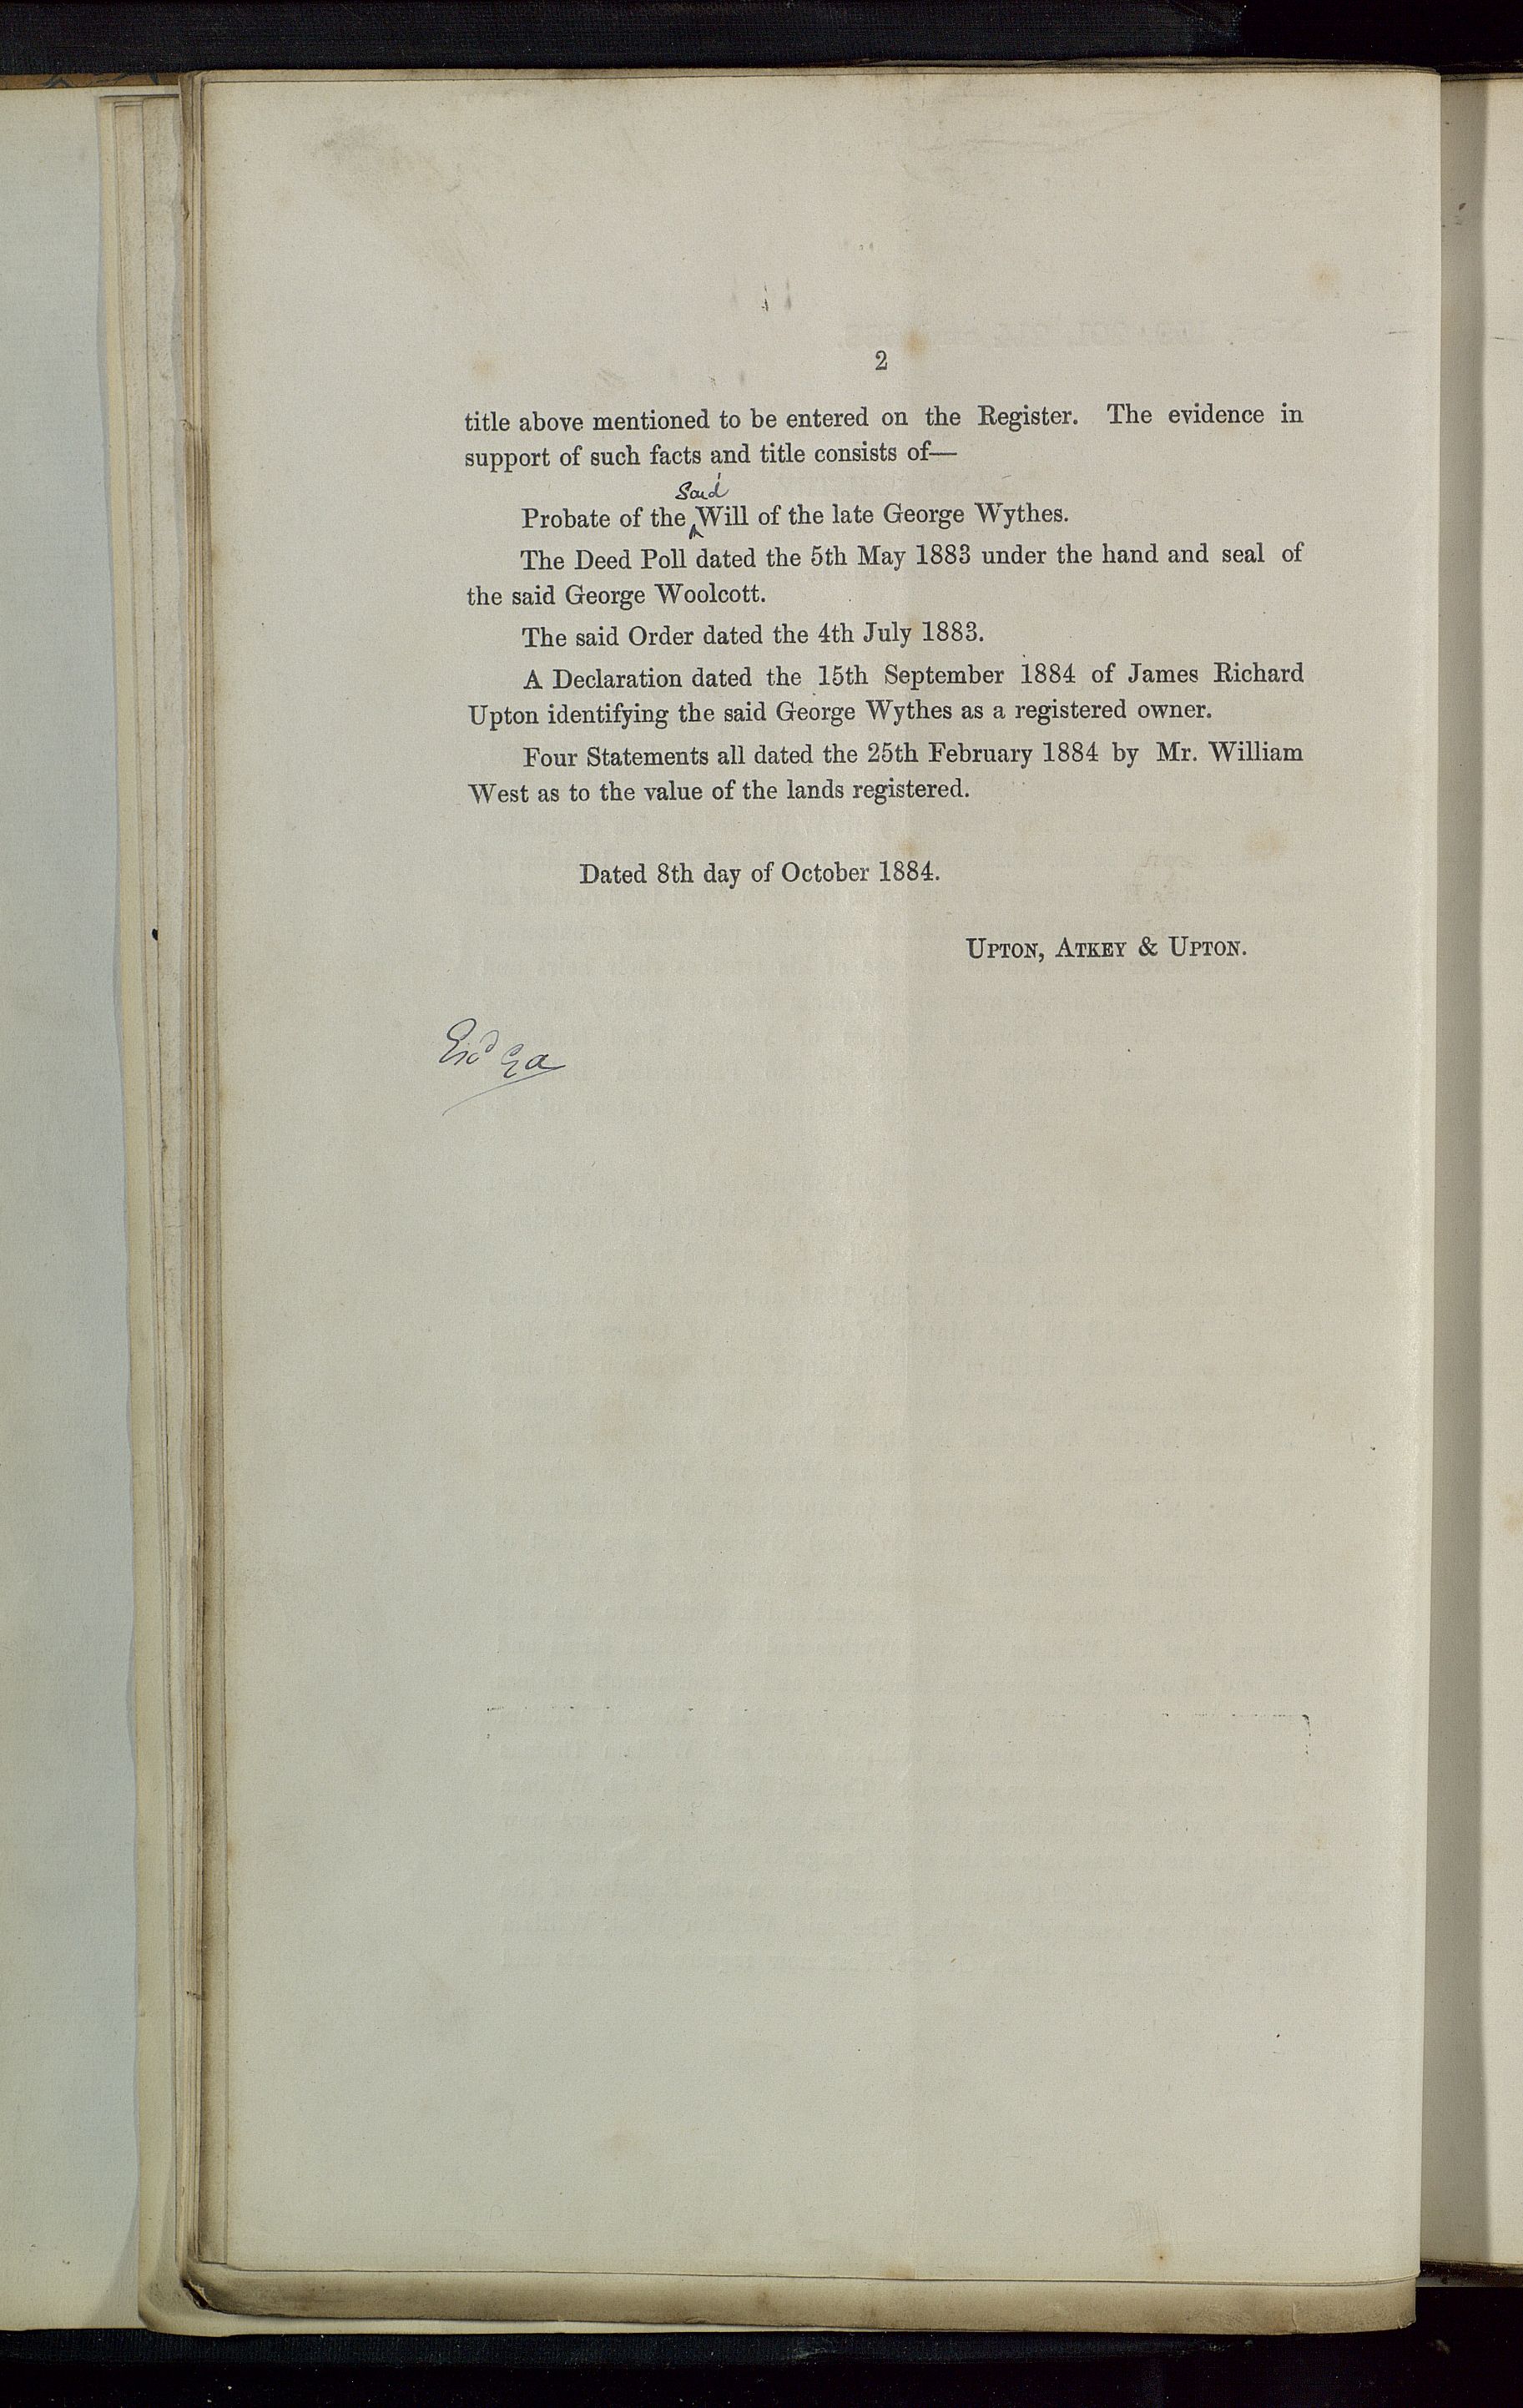 2
title above mentioned to be entered on the Register. The evidence in
support of such facts and title consists of—
Said
Probate of the ‸ Will of the late George Wythes.
The Deed Poll dated the 5th May 1883 under the hand and seal of
the said George Woolcott.
The said Order dated the 4th July 1883.
A Declaration dated the 15th September 1884 of James Richard
Upton identifying the said George Wythes as a registered owner.
Four Statements all dated the 25th February 1884 by Mr. William
West as to the value of the lands registered.
Dated 8th day of October 1884.
UPTON, ATKEY & UPTON.